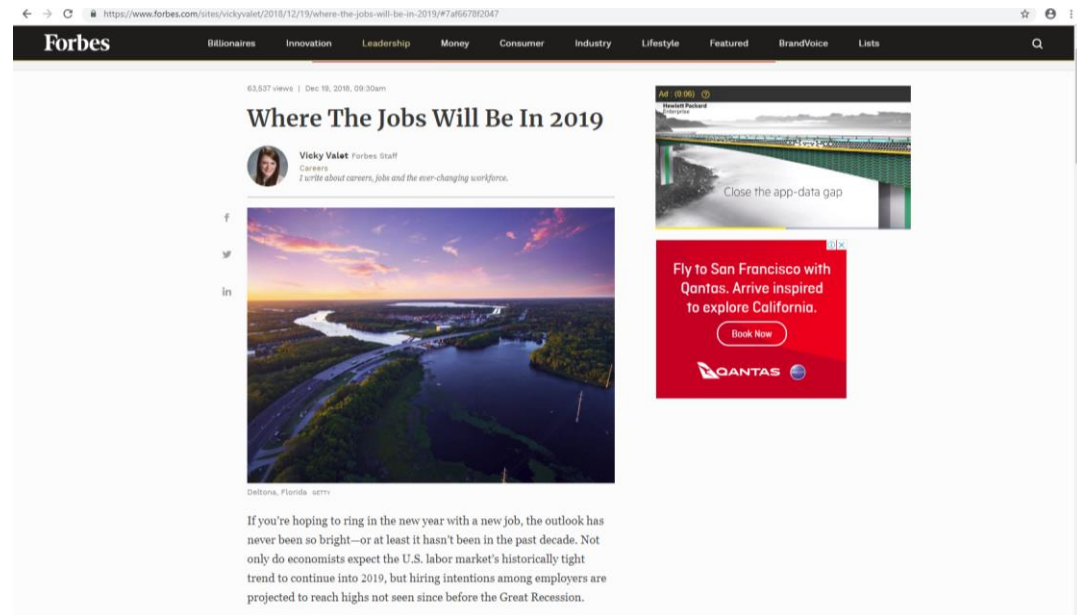 https://www.forbes.com/sites/vickyvalet/2018/12/19/where-the-jobs-will-be-in-2019/#7af6678f2047
Forbes
Billionaires Innovation Leadership Money Consumer Industry Lifestyle Featured BrandVoice Lists
63,537 views | Dec 19, 2018, 09:30am
Where The Jobs Will Be In 2019
Vicky Valet Forbes Staff
Careers
I write about careers, jobs and the ever-changing workforce.
f
in
Deltona, Florida GETTY
If you're hoping to ring in the new year with a new job, the outlook has
never been so bright—or at least it hasn't been in the past decade. Not
only do economists expect the U.S. labor market's historically tight
trend to continue into 2019, but hiring intentions among employers are
projected to reach highs not seen since before the Great Recession.
Ad : (0:06)
Hewlett Packard
Enterprise
Close the app-data gap
Fly to San Francisco with
Qantas. Arrive inspired
to explore California.
Book Now
QANTAS